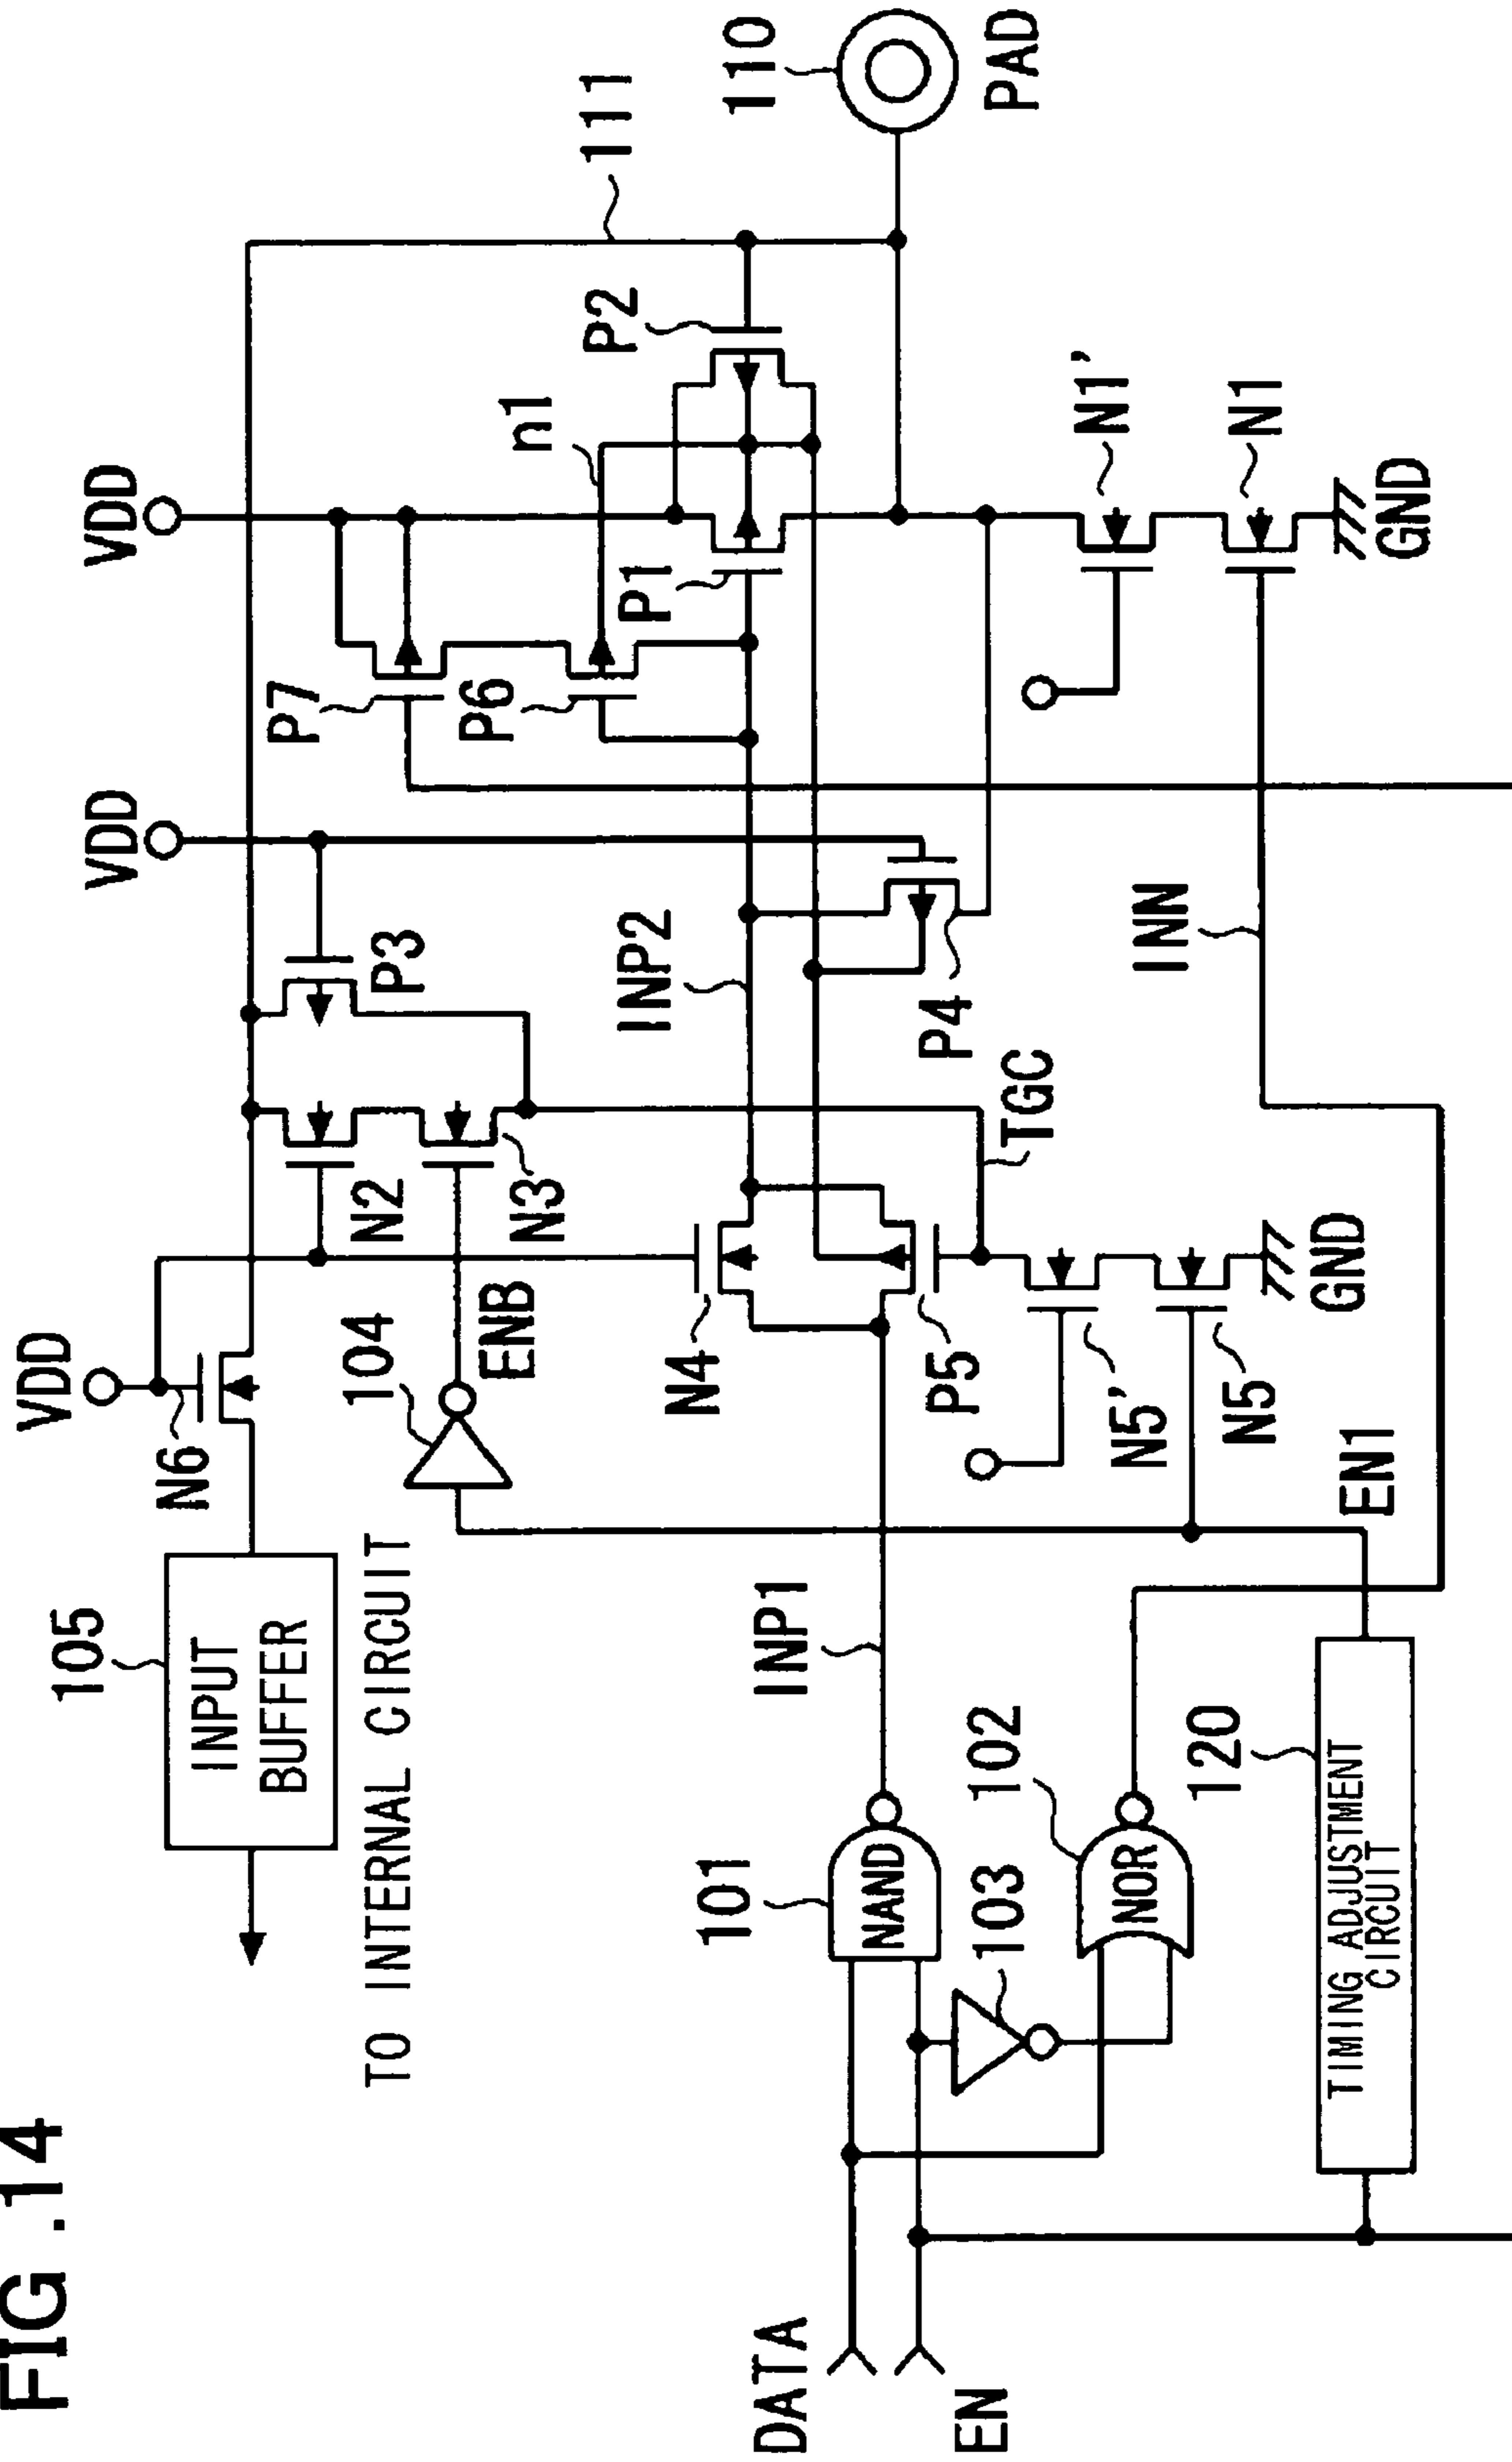 FIG.14
VDD
VDD
VDD
105
INPUT
BUFFER
N6
TO INTERNAL CIRCUIT
104
ENB
N2
N3
P3
P7
P6
n1
P1
P2
111
110
PAD
INP2
N4
P5
P4
TGC
101
NAND
INP1
DATA
EN
103
102
NOR
120
TIMING ADJUSTMENT
CIRCUIT
EN1
N5'
N5
GND
INN
N1'
N1
GND